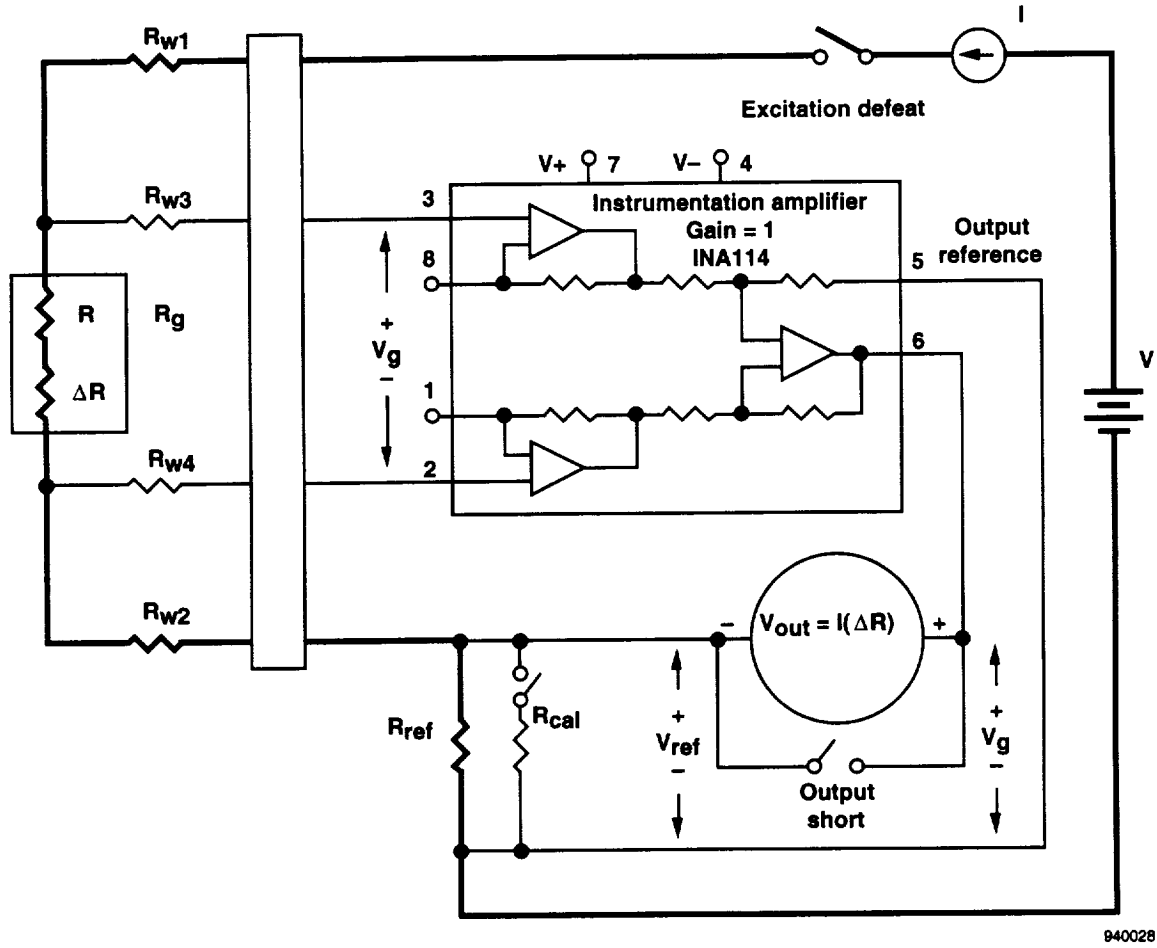 I
Rw1
Excitation defeat
V+ 7 V– 4
Rw3
3
Instrumentation amplifier
Gain = 1
INA114
Output
reference
5
8
R
Rg
+
Vg
–
6
V
ΔR
1
Rw4
2
Rw2
– Vout = I(ΔR) +
Rref
Rcal
+
Vref
–
+
Vg
–
Output
short
940028